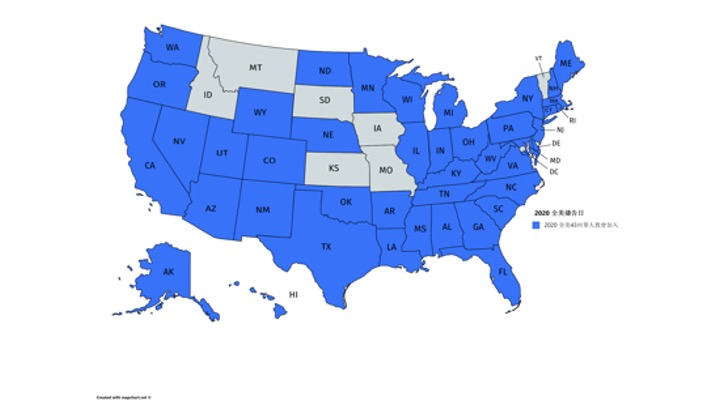 WA
MT
ND
MN
VT
ME
OR
ID
SD
WI
MI
NY
NH
MA
CT
RI
WY
IA
NE
PA
NJ
NV
UT
CO
IL
IN
OH
DE
MD
DC
CA
KS
MO
KY
WV
VA
AZ
NM
OK
AR
TN
NC
SC
TX
LA
MS
AL
GA
FL
AK
HI
2020 全美禱告日
2020 全美43州華人教會加入
Created with mapchart.net ©